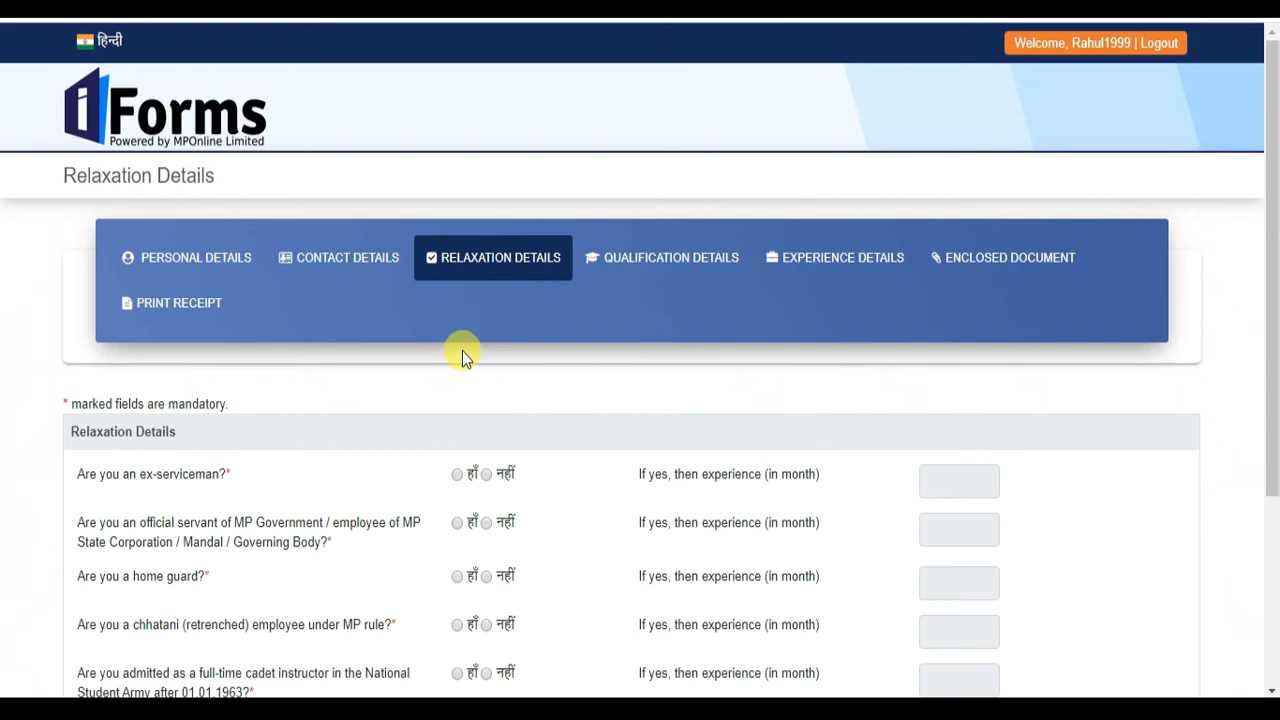 हिन्दी
Welcome, Rahul1999 | Logout
iForms
Powered by MPOnline Limited
Relaxation Details
PERSONAL DETAILS CONTACT DETAILS RELAXATION DETAILS QUALIFICATION DETAILS EXPERIENCE DETAILS ENCLOSED DOCUMENT
PRINT RECEIPT
* marked fields are mandatory.
Relaxation Details
Are you an ex-serviceman?* हाँ नहीं If yes, then experience (in month)
Are you an official servant of MP Government / employee of MP हाँ नहीं If yes, then experience (in month)
State Corporation / Mandal / Governing Body?*
Are you a home guard?* हाँ नहीं If yes, then experience (in month)
Are you a chhatani (retrenched) employee under MP rule?* हाँ नहीं If yes, then experience (in month)
Are you admitted as a full-time cadet instructor in the National हाँ नहीं If yes, then experience (in month)
Student Army after 01.01.1963?*